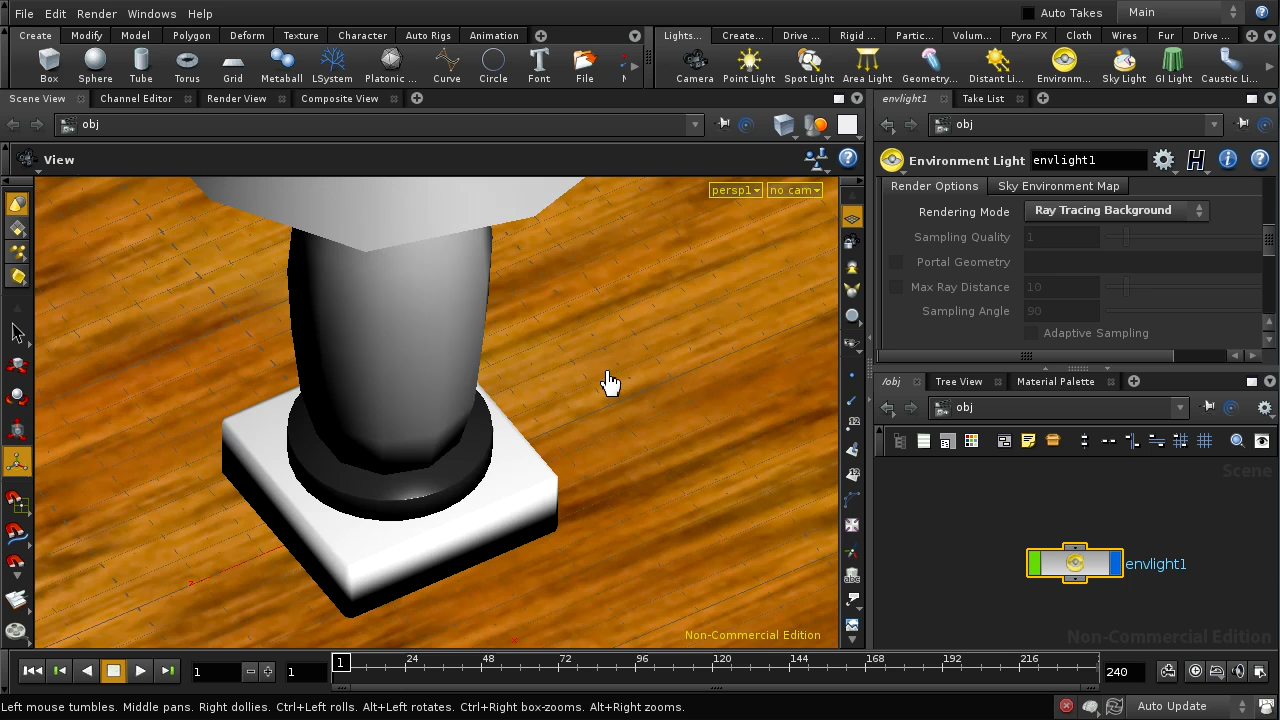 File Edit Render Windows Help Auto Takes Main
Create Modify Model Polygon Deform Texture Character Auto Rigs Animation Lights... Create... Drive ... Rigid ... Partic... Volum... Pyro FX Cloth Wires Fur Drive ...
Box Sphere Tube Torus Grid Metaball LSystem Platonic ... Curve Circle Font File Camera Point Light Spot Light Area Light Geometry... Distant Li... Environm... Sky Light GI Light Caustic Li...
Scene View Channel Editor Render View Composite View envlight1 Take List
obj obj
View Environment Light envlight1
persp1 no cam
Render Options Sky Environment Map
Rendering Mode Ray Tracing Background
Sampling Quality 1
Portal Geometry
Max Ray Distance 10
Sampling Angle 90
Adaptive Sampling
/obj Tree View Material Palette
obj
Scene
envlight1
Non-Commercial Edition
Non-Commercial Edition
1 1 1 24 48 72 96 120 144 168 192 216 240
Left mouse tumbles. Middle pans. Right dollies. Ctrl+Left rolls. Alt+Left rotates. Ctrl+Right box-zooms. Alt+Right zooms. Auto Update